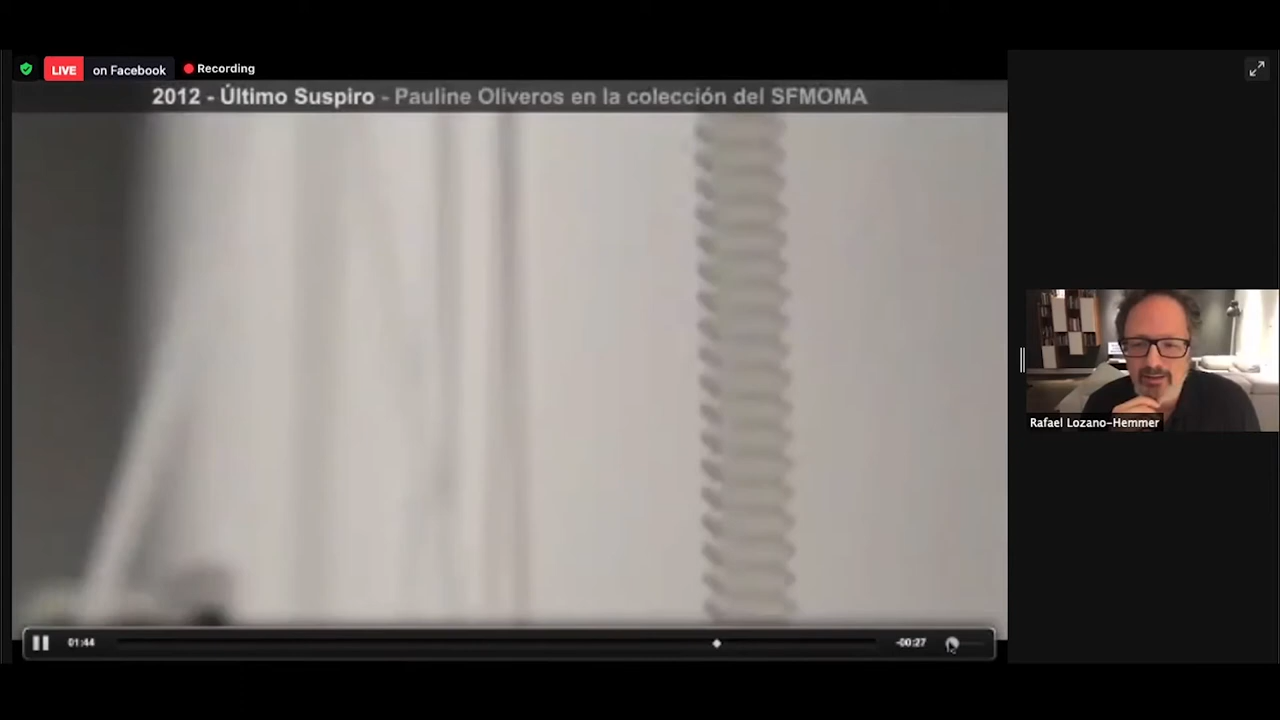 LIVE on Facebook Recording
2012 - Último Suspiro - Pauline Oliveros en la colección del SFMOMA
Rafael Lozano-Hemmer
01:44 -00:27